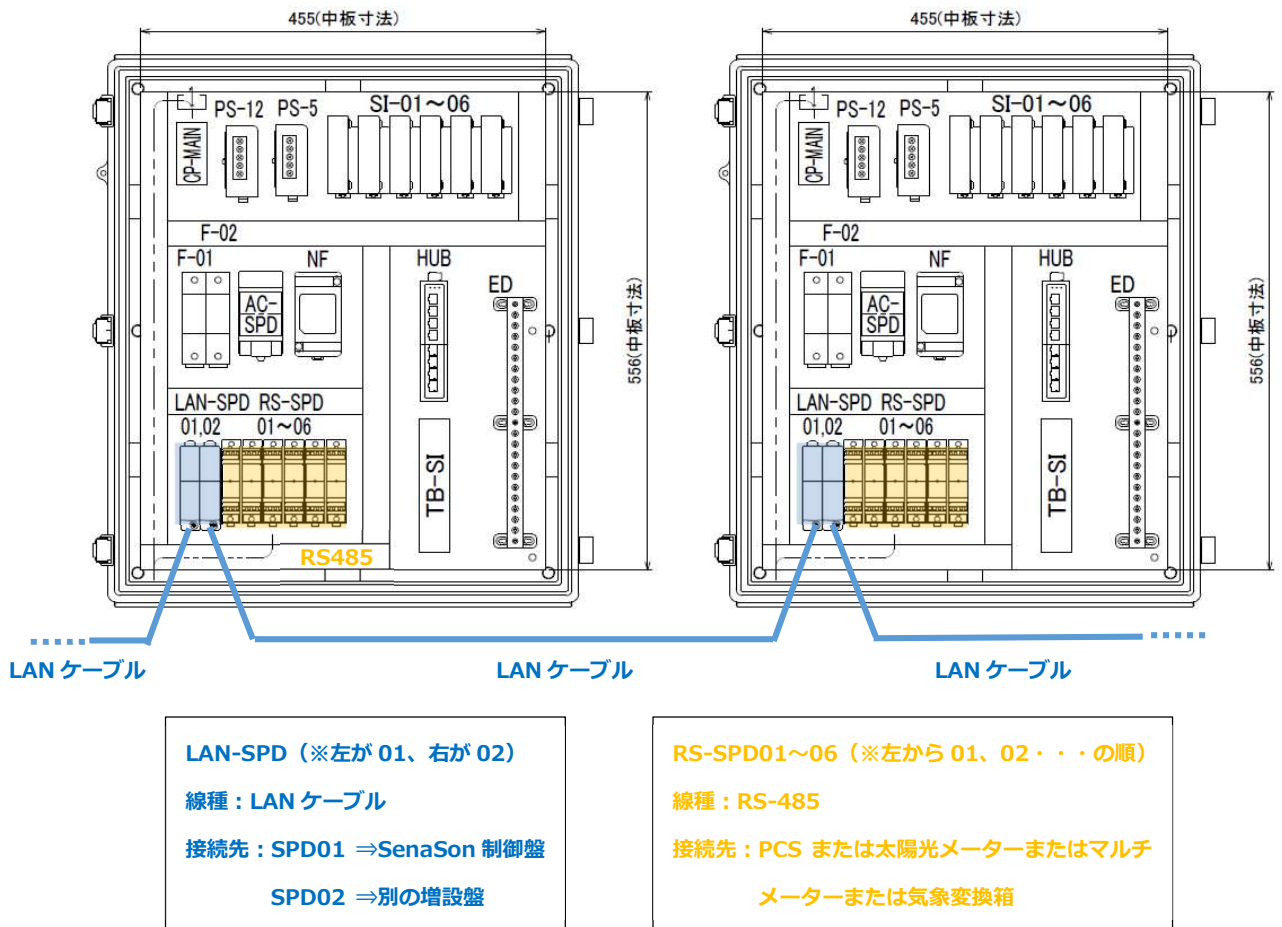 455(中板寸法)
455(中板寸法)
PS-12 PS-5 SI-01～06
CP-MAIN
F-02
F-01 NF HUB
ED
AC-
SPD
LAN-SPD RS-SPD
01,02 01～06
TB-SI
RS485
556(中板寸法)
PS-12 PS-5 SI-01～06
CP-MAIN
F-02
F-01 NF HUB
ED
AC-
SPD
LAN-SPD RS-SPD
01,02 01～06
TB-SI
556(中板寸法)
LAN ケーブル
LAN ケーブル
LAN ケーブル
LAN-SPD（※左が 01、右が 02）
線種：LAN ケーブル
接続先：SPD01 ⇒SenaSon 制御盤
SPD02 ⇒別の増設盤
RS-SPD01～06（※左から 01、02・・・の順）
線種：RS-485
接続先：PCS または太陽光メーターまたはマルチ
メーターまたは気象変換箱